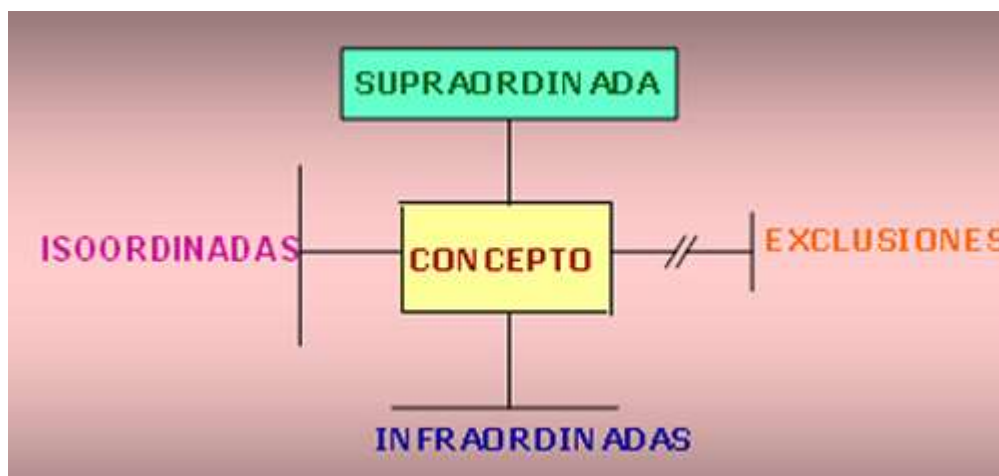 SUPRAORDINADA
ISOORDINADAS
CONCEPTO
EXCLUSIONES
INFRAORDINADAS